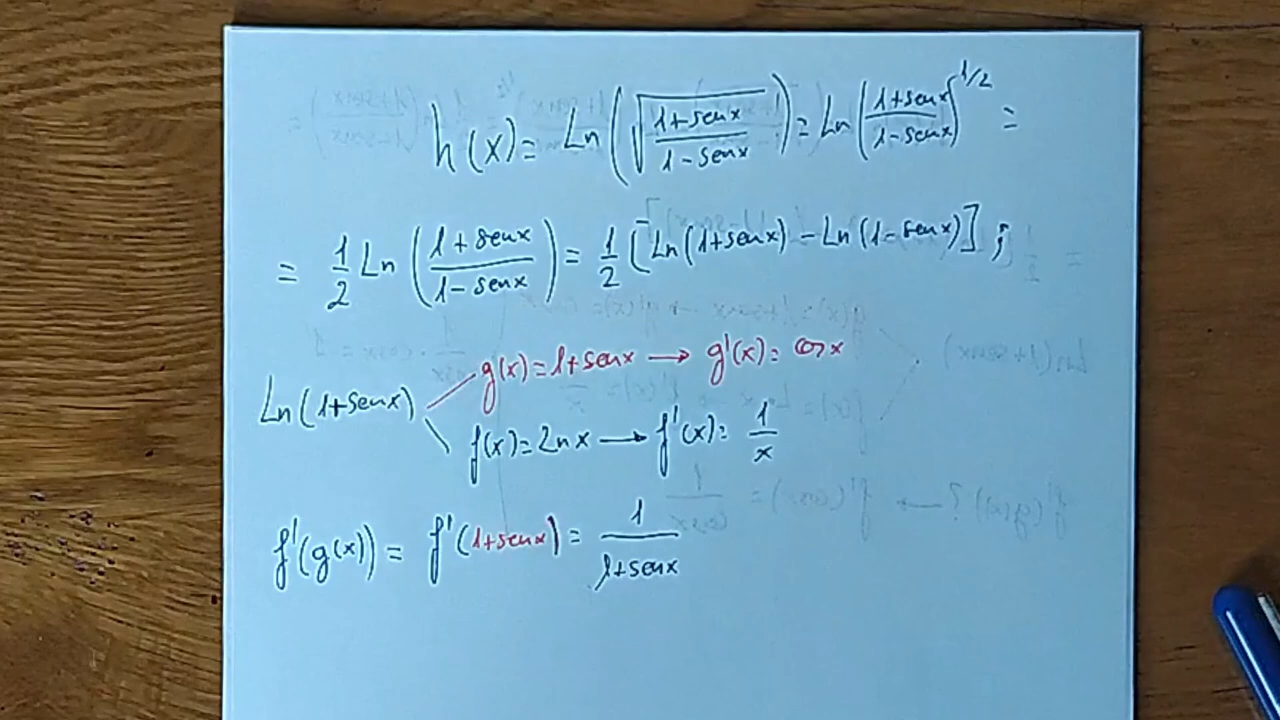 h(x) = Ln(√((1+senx)/(1-senx))) = Ln((1+senx)/(1-senx))^1/2 =
= 1/2 Ln((1+senx)/(1-senx)) = 1/2 [Ln(1+senx) - Ln(1-senx)] ;
g(x) = 1+senx → g'(x) = cosx
Ln(1+senx)
f(x) = Lnx → f'(x) = 1/x
f'(g(x)) = f'(1+senx) = 1/(1+senx)